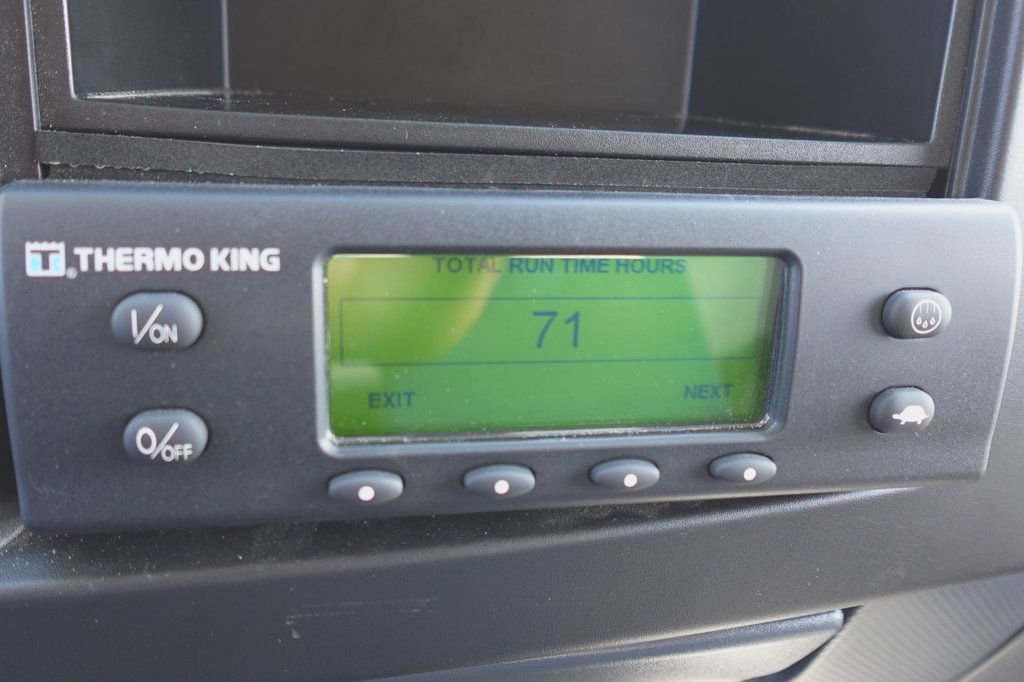 THERMO KING
I/ON
O/OFF
TOTAL RUN TIME HOURS
71
EXIT NEXT